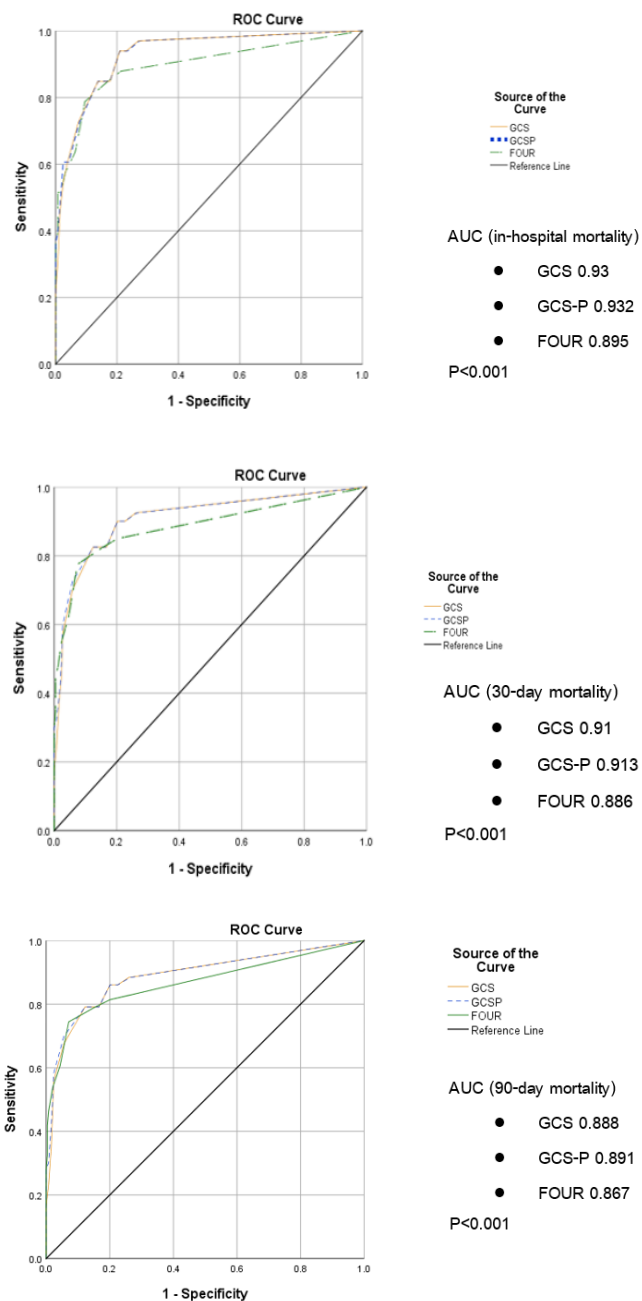 ROC Curve
1.0
0.8
0.6
0.4
0.2
0.0
Sensitivity
0.0 0.2 0.4 0.6 0.8 1.0
1 - Specificity
Source of the
Curve
GCS
GCSP
FOUR
Reference Line
AUC (in-hospital mortality)
● GCS 0.93
● GCS-P 0.932
● FOUR 0.895
P<0.001
ROC Curve
1.0
0.8
0.6
0.4
0.2
0.0
Sensitivity
0.0 0.2 0.4 0.6 0.8 1.0
1 - Specificity
Source of the
Curve
GCS
GCSP
FOUR
Reference Line
AUC (30-day mortality)
● GCS 0.91
● GCS-P 0.913
● FOUR 0.886
P<0.001
ROC Curve
1.0
0.8
0.6
0.4
0.2
0.0
Sensitivity
0.0 0.2 0.4 0.6 0.8 1.0
1 - Specificity
Source of the
Curve
GCS
GCSP
FOUR
Reference Line
AUC (90-day mortality)
● GCS 0.888
● GCS-P 0.891
● FOUR 0.867
P<0.001